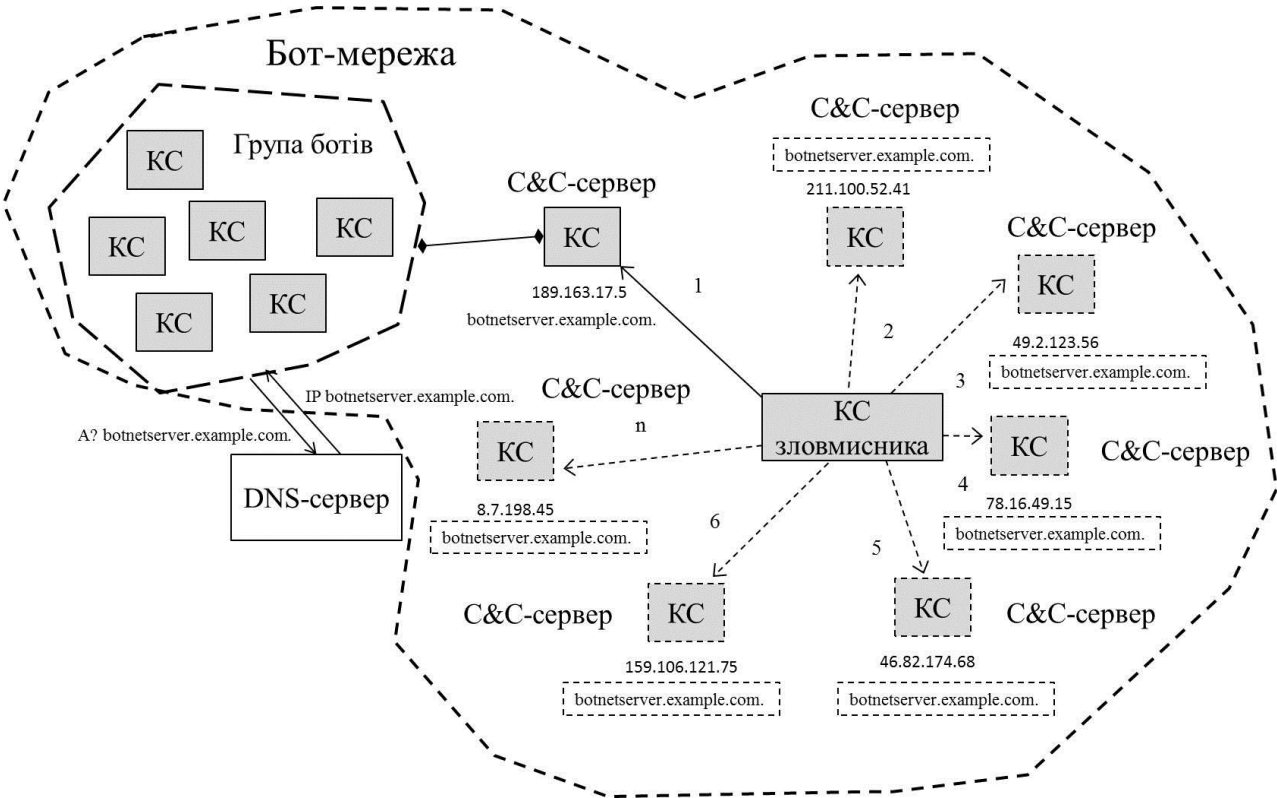 Бот-мережа
Група ботів
КС
КС
КС
КС
КС
КС
C&C-сервер
КС
189.163.17.5
botnetserver.example.com.
1
C&C-сервер
botnetserver.example.com.
211.100.52.41
КС
2
C&C-сервер
КС
49.2.123.56
botnetserver.example.com.
3
КС
зловмисника
C&C-сервер
n
КС
8.7.198.45
botnetserver.example.com.
КС
C&C-сервер
4
78.16.49.15
botnetserver.example.com.
IP botnetserver.example.com.
A? botnetserver.example.com.
DNS-сервер
6
C&C-сервер
КС
159.106.121.75
botnetserver.example.com.
5
КС
C&C-сервер
46.82.174.68
botnetserver.example.com.